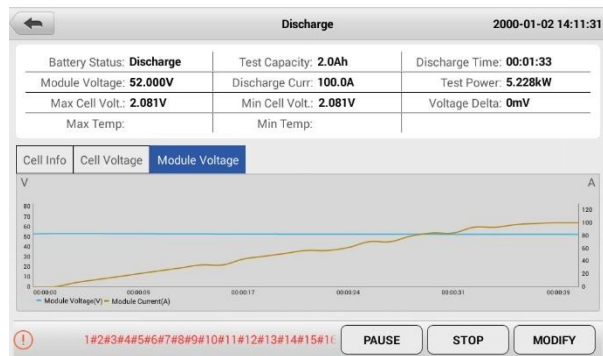 Discharge 2000-01-02 14:11:31
Battery Status: Discharge Test Capacity: 2.0Ah Discharge Time: 00:01:33
Module Voltage: 52.000V Discharge Curr: 100.0A Test Power: 5.228kW
Max Cell Volt.: 2.081V Min Cell Volt.: 2.081V Voltage Delta: 0mV
Max Temp: Min Temp:
Cell Info Cell Voltage Module Voltage
V A
80
70
60
50
40
30
20
10
0
120
100
80
60
40
20
0
00:00:03 00:00:09 00:00:17 00:00:24 00:00:31 00:00:39
Module Voltage(V) Module Current(A)
1#2#3#4#5#6#7#8#9#10#11#12#13#14#15#16 PAUSE STOP MODIFY